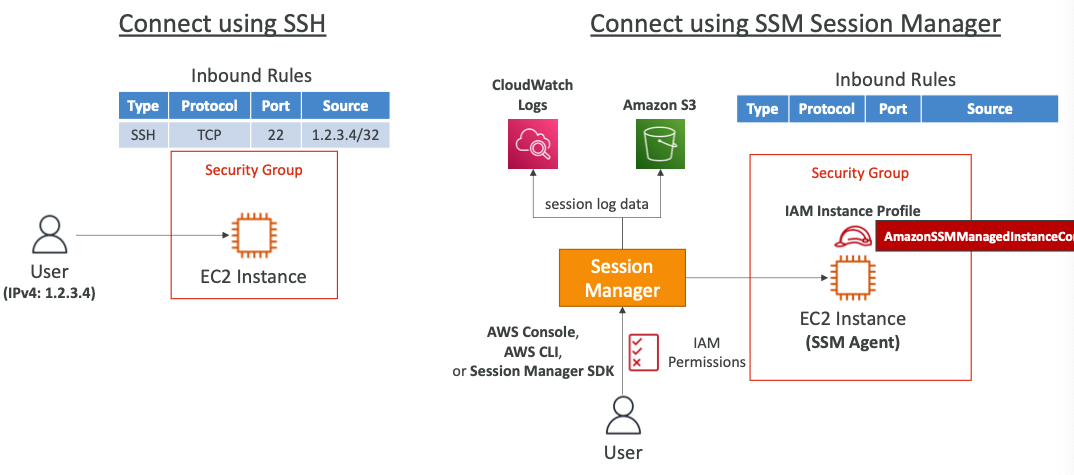 Connect using SSH
Inbound Rules
Type Protocol Port Source
SSH TCP 22 1.2.3.4/32
Security Group
EC2 Instance
User
(IPv4: 1.2.3.4)
Connect using SSM Session Manager
CloudWatch
Logs
Amazon S3
session log data
Session
Manager
AWS Console,
AWS CLI,
or Session Manager SDK
IAM
Permissions
User
Inbound Rules
Type Protocol Port Source
Security Group
IAM Instance Profile
AmazonSSMManagedInstanceCo
EC2 Instance
(SSM Agent)